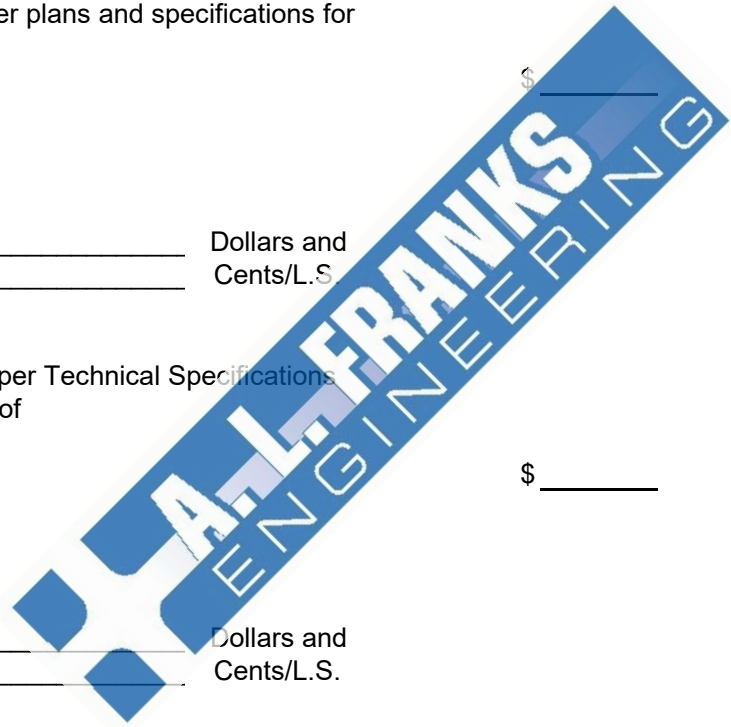 er plans and specifications for
$
Dollars and
Cents/L.S.
per Technical Specifications
of
$
Dollars and
Cents/L.S.
A. L. FRANKS
ENGINEERING